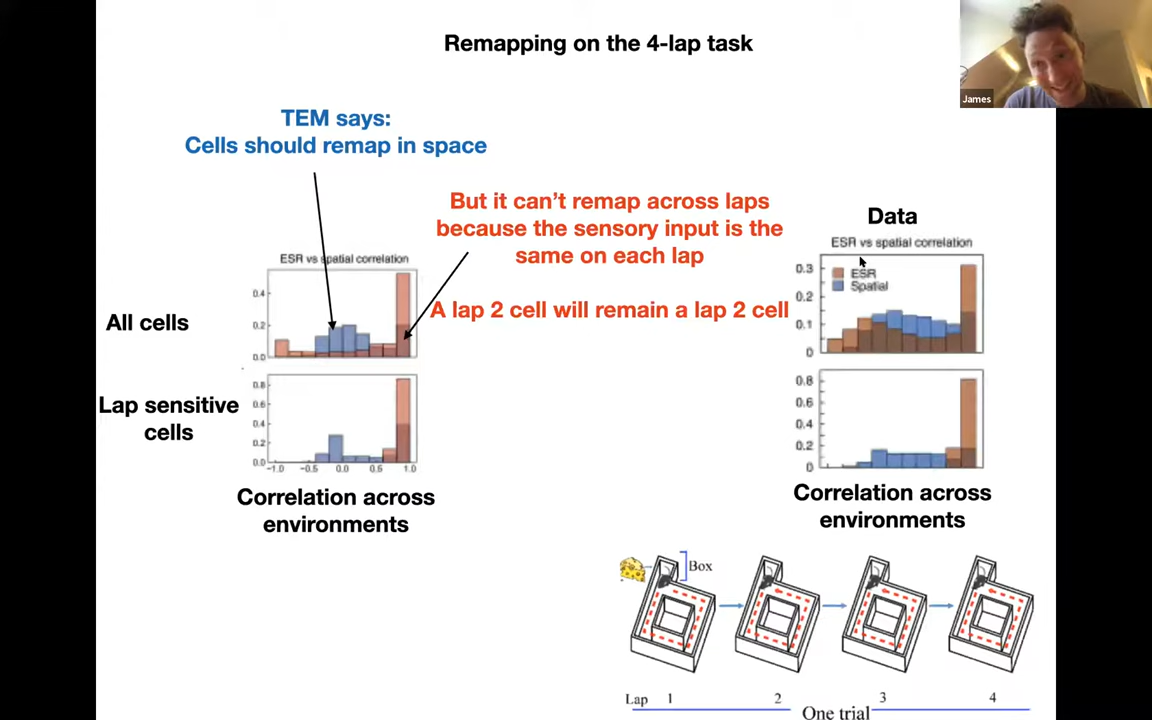 Remapping on the 4-lap task
James
TEM says:
Cells should remap in space
But it can't remap across laps
because the sensory input is the
same on each lap
A lap 2 cell will remain a lap 2 cell
Data
ESR vs spatial correlation
0.4
0.2
0.0
All cells
ESR vs spatial correlation
ESR
Spatial
0.3
0.2
0.1
0
Lap sensitive
cells
0.8
0.6
0.4
0.2
0.0
-1.0 -0.5 0.0 0.5 1.0
0.8
0.6
0.4
0.2
0
Correlation across
environments
Correlation across
environments
Box
Lap 1 2 3 4
One trial